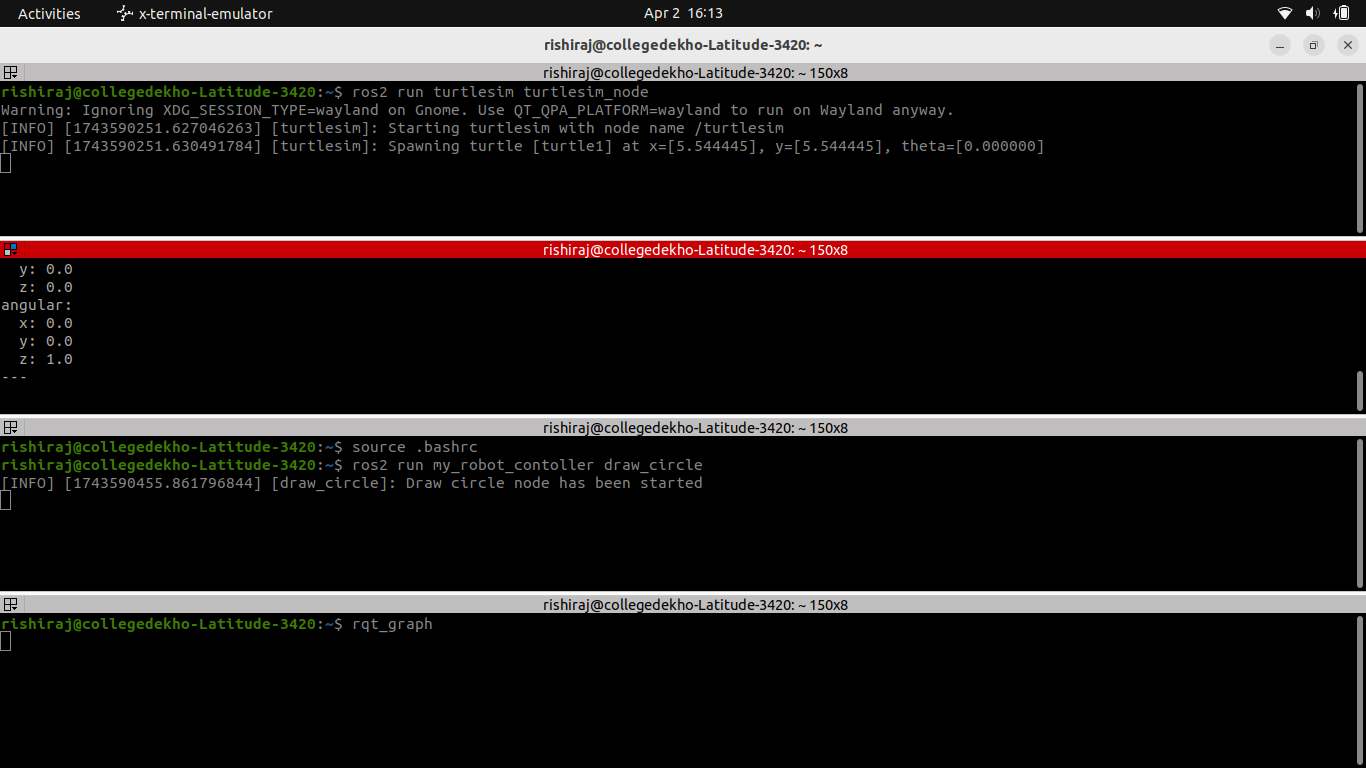 Activities x-terminal-emulator Apr 2 16:13
rishiraj@collegedekho-Latitude-3420: ~
rishiraj@collegedekho-Latitude-3420: ~ 150x8
rishiraj@collegedekho-Latitude-3420:~$ ros2 run turtlesim turtlesim_node
Warning: Ignoring XDG_SESSION_TYPE=wayland on Gnome. Use QT_QPA_PLATFORM=wayland to run on Wayland anyway.
[INFO] [1743590251.627046263] [turtlesim]: Starting turtlesim with node name /turtlesim
[INFO] [1743590251.630491784] [turtlesim]: Spawning turtle [turtle1] at x=[5.544445], y=[5.544445], theta=[0.000000]
rishiraj@collegedekho-Latitude-3420: ~ 150x8
  y: 0.0
  z: 0.0
angular:
  x: 0.0
  y: 0.0
  z: 1.0
---
rishiraj@collegedekho-Latitude-3420: ~ 150x8
rishiraj@collegedekho-Latitude-3420:~$ source .bashrc
rishiraj@collegedekho-Latitude-3420:~$ ros2 run my_robot_contoller draw_circle
[INFO] [1743590455.861796844] [draw_circle]: Draw circle node has been started
rishiraj@collegedekho-Latitude-3420: ~ 150x8
rishiraj@collegedekho-Latitude-3420:~$ rqt_graph